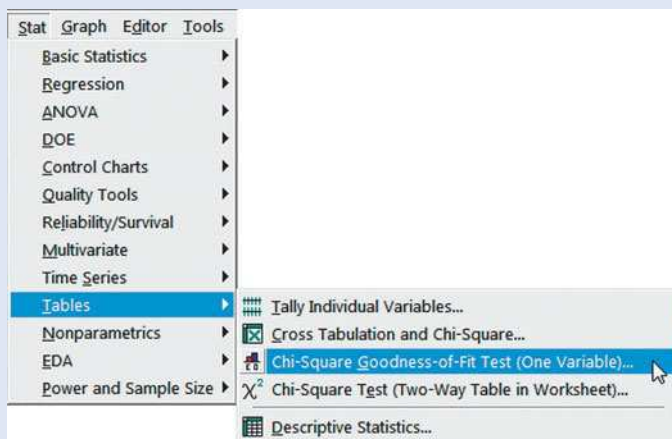 Stat Graph Editor Tools
Basic Statistics
Regression
ANOVA
DOE
Control Charts
Quality Tools
Reliability/Survival
Multivariate
Time Series
Tables
Nonparametrics
EDA
Power and Sample Size
Tally Individual Variables...
Cross Tabulation and Chi-Square...
Chi-Square Goodness-of-Fit Test (One Variable)...
χ² Chi-Square Test (Two-Way Table in Worksheet)...
Descriptive Statistics...